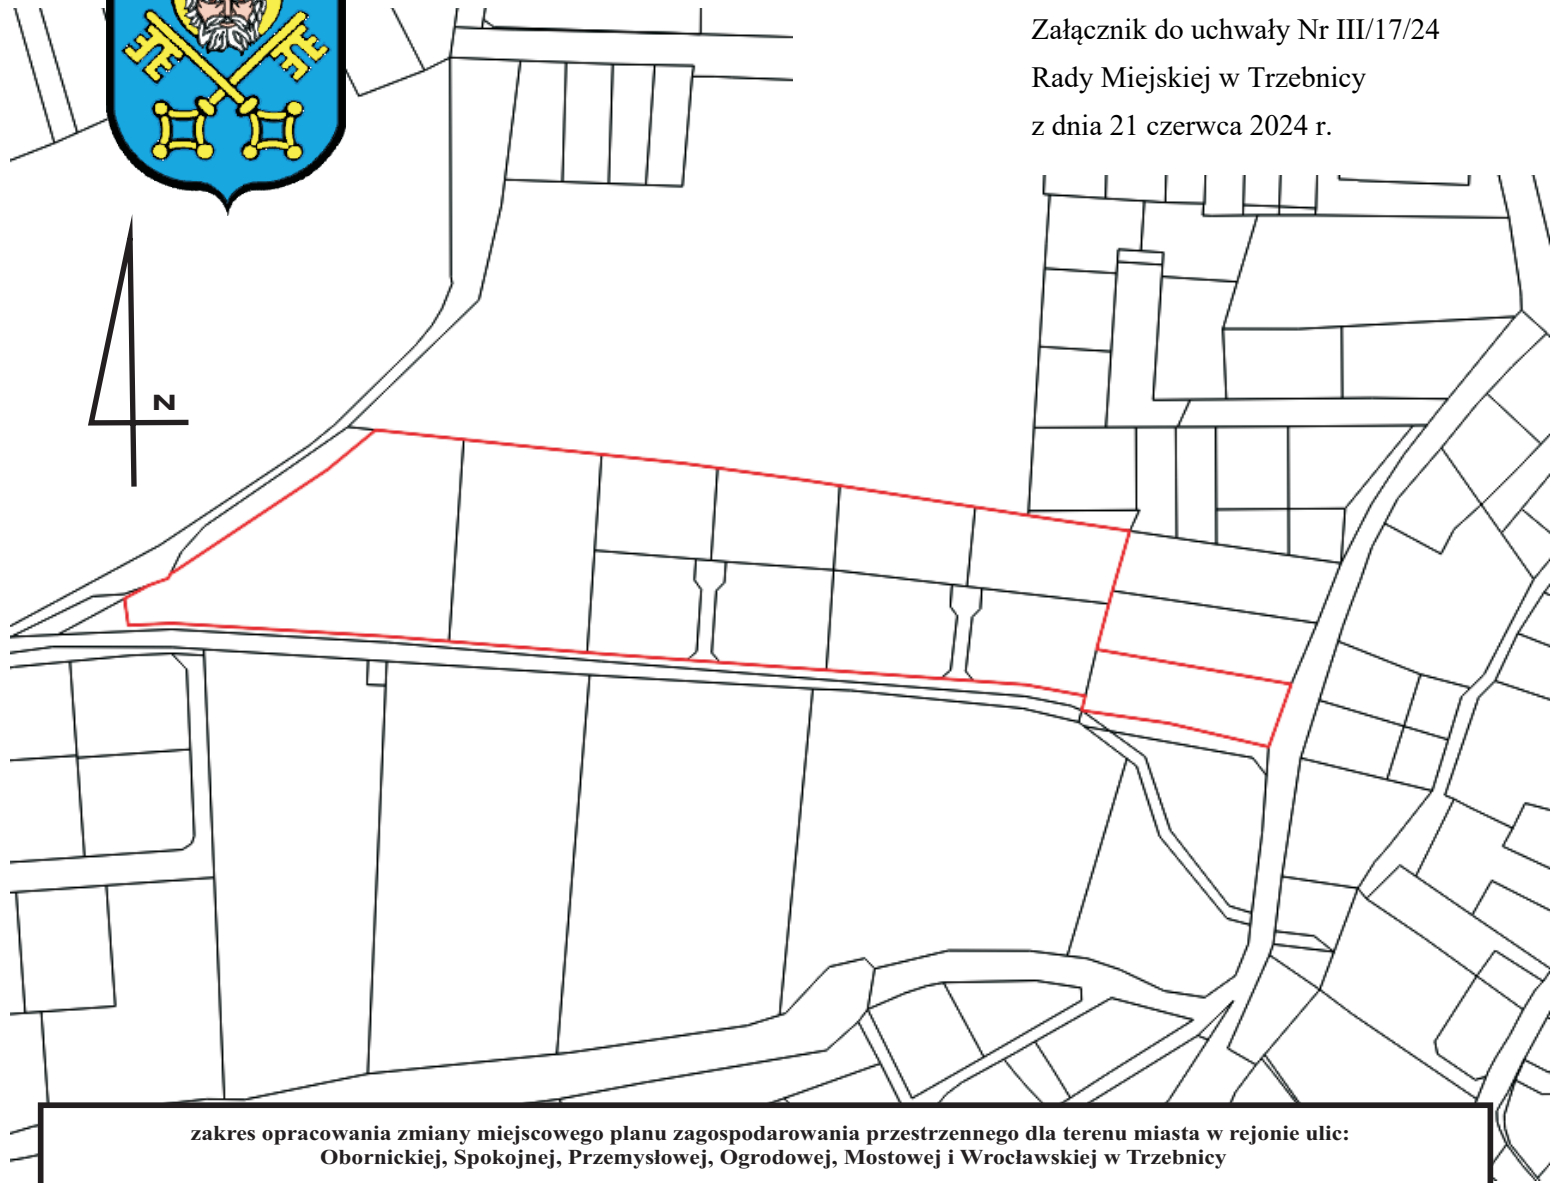 Załącznik do uchwały Nr III/17/24
Rady Miejskiej w Trzebnicy
z dnia 21 czerwca 2024 r.
N
zakres opracowania zmiany miejscowego planu zagospodarowania przestrzennego dla terenu miasta w rejonie ulic:
Obornickiej, Spokojnej, Przemysłowej, Ogrodowej, Mostowej i Wrocławskiej w Trzebnicy